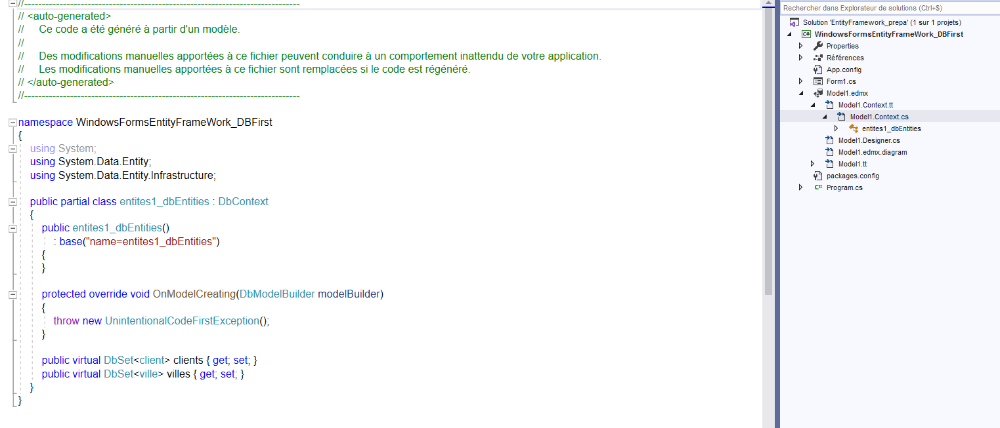 //------------------------------------------------------------------------------
// <auto-generated>
//     Ce code a été généré à partir d'un modèle.
//
//     Des modifications manuelles apportées à ce fichier peuvent conduire à un comportement inattendu de votre application.
//     Les modifications manuelles apportées à ce fichier sont remplacées si le code est régénéré.
// </auto-generated>
//------------------------------------------------------------------------------
namespace WindowsFormsEntityFrameWork_DBFirst
{
using System;
using System.Data.Entity;
using System.Data.Entity.Infrastructure;
public partial class entites1_dbEntities : DbContext
{
public entites1_dbEntities()
: base("name=entites1_dbEntities")
{
}
protected override void OnModelCreating(DbModelBuilder modelBuilder)
{
throw new UnintentionalCodeFirstException();
}
public virtual DbSet<client> clients { get; set; }
public virtual DbSet<ville> villes { get; set; }
}
}
Rechercher dans Explorateur de solutions (Ctrl+$)
Solution 'EntityFramework_prepa' (1 sur 1 projets)
C# WindowsFormsEntityFrameWork_DBFirst
Properties
Références
App.config
Form1.cs
Model1.edmx
Model1.Context.tt
Model1.Context.cs
entites1_dbEntities
Model1.Designer.cs
Model1.edmx.diagram
Model1.tt
packages.config
C# Program.cs